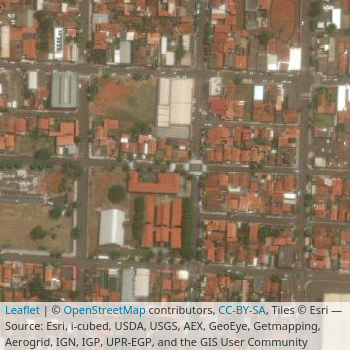 Leaflet | © OpenStreetMap contributors, CC-BY-SA, Tiles © Esri —
Source: Esri, i-cubed, USDA, USGS, AEX, GeoEye, Getmapping,
Aerogrid, IGN, IGP, UPR-EGP, and the GIS User Community